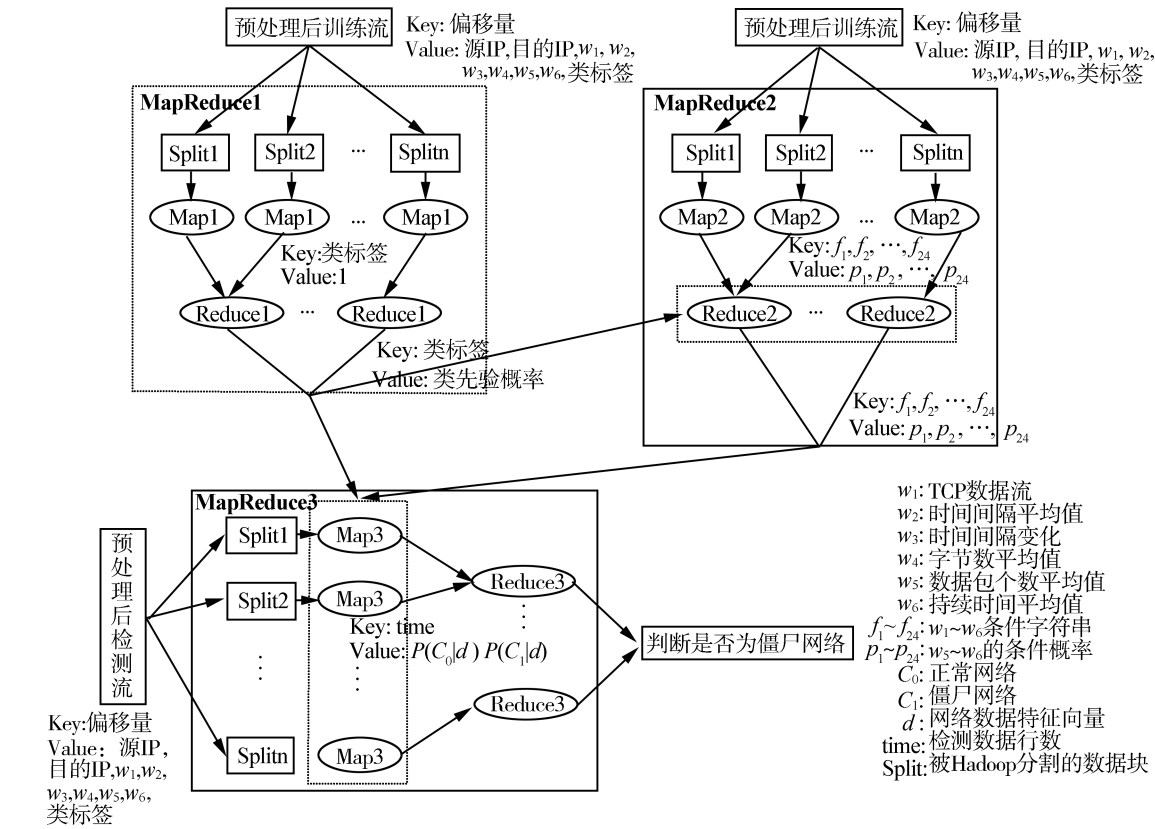 预处理后训练流
Key: 偏移量
Value: 源IP,目的IP,w₁, w₂,
w₃,w₄,w₅,w₆,类标签
MapReduce1
Split1 Split2 ··· Splitn
Map1 Map1 ··· Map1
Key:类标签
Value:1
Reduce1 ··· Reduce1
Key: 类标签
Value: 类先验概率
预处理后训练流
Key: 偏移量
Value: 源IP, 目的IP, w₁, w₂,
w₃,w₄,w₅,w₆,类标签
MapReduce2
Split1 Split2 ··· Splitn
Map2 Map2 ··· Map2
Key: f₁,f₂, ···,f₂₄
Value: p₁,p₂ , ···, p₂₄
Reduce2 ··· Reduce2
Key: f₁,f₂, ···,f₂₄
Value: p₁,p₂ , ···, p₂₄
预处理后检测流
Key:偏移量
Value：源IP,
目的IP,w₁,w₂,
w₃,w₄,w₅,w₆,
类标签
MapReduce3
Split1 Map3
Split2 Map3
Key: time
Value: P(C₀|d ) P(C₁|d)
⋮ ⋮
Splitn Map3
Reduce3
⋮
Reduce3
判断是否为僵尸网络
w₁: TCP数据流
w₂: 时间间隔平均值
w₃: 时间间隔变化
w₄: 字节数平均值
w₅: 数据包个数平均值
w₆: 持续时间平均值
f₁~ f₂₄: w₁~w₆条件字符串
p₁~p₂₄: w₅~w₆的条件概率
C₀: 正常网络
C₁: 僵尸网络
d : 网络数据特征向量
time: 检测数据行数
Split: 被Hadoop分割的数据块